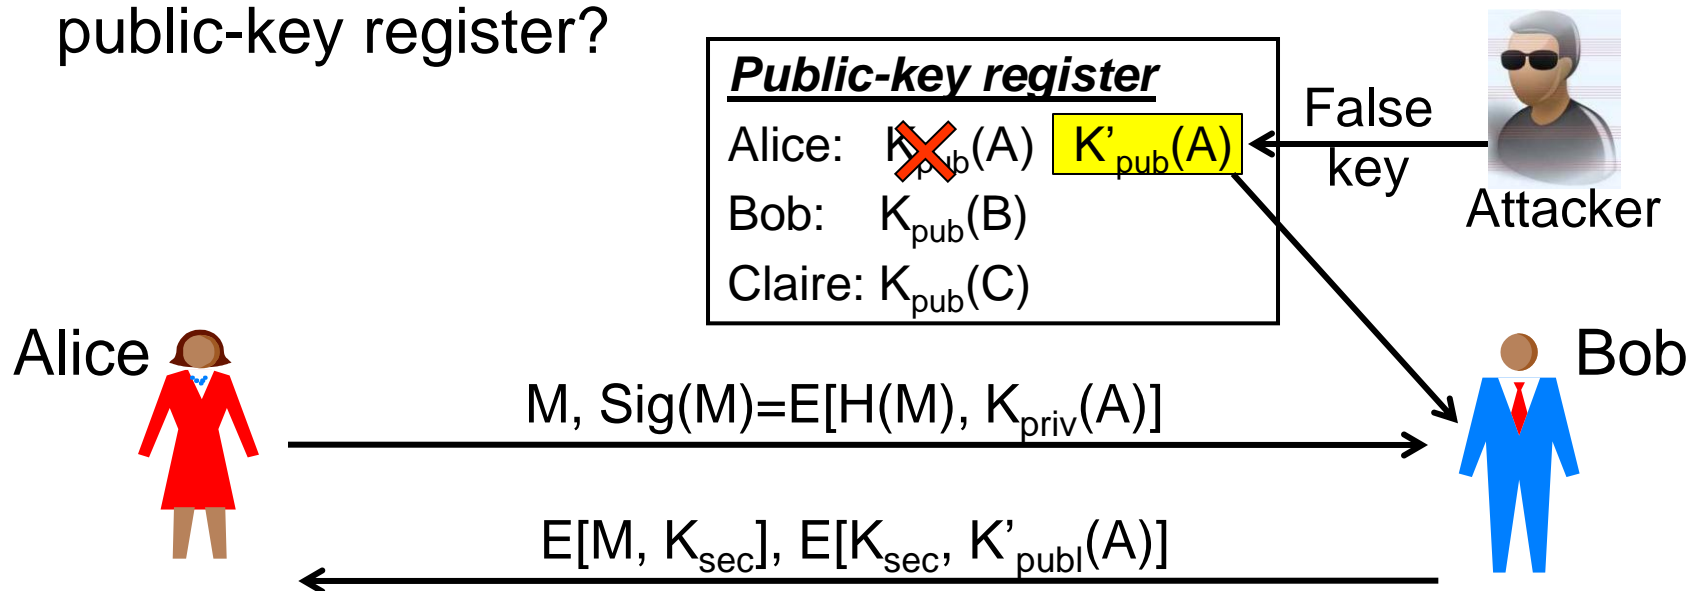 public-key register?
Public-key register
Alice: Kpub(A) K’pub(A)
Bob: Kpub(B)
Claire: Kpub(C)
False
key
Attacker
Alice
Bob
M, Sig(M)=E[H(M), Kpriv(A)]
E[M, Ksec], E[Ksec, K’publ(A)]